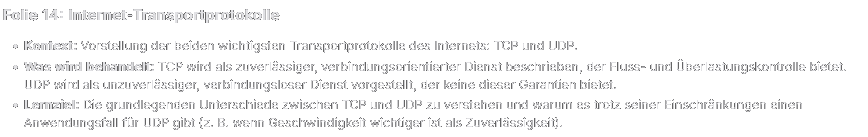 Folie 14: Internet-Transportprotokolle
• Kontext: Vorstellung der beiden wichtigsten Transportprotokolle des Internets: TCP und UDP.
• Was wird behandelt: TCP wird als zuverlässiger, verbindungsorientierter Dienst beschrieben, der Fluss- und Überlastungskontrolle bietet.
UDP wird als unzuverlässiger, verbindungsloser Dienst vorgestellt, der keine dieser Garantien bietet.
• Lernziel: Die grundlegenden Unterschiede zwischen TCP und UDP zu verstehen und warum es trotz seiner Einschränkungen einen
Anwendungsfall für UDP gibt (z. B. wenn Geschwindigkeit wichtiger ist als Zuverlässigkeit).